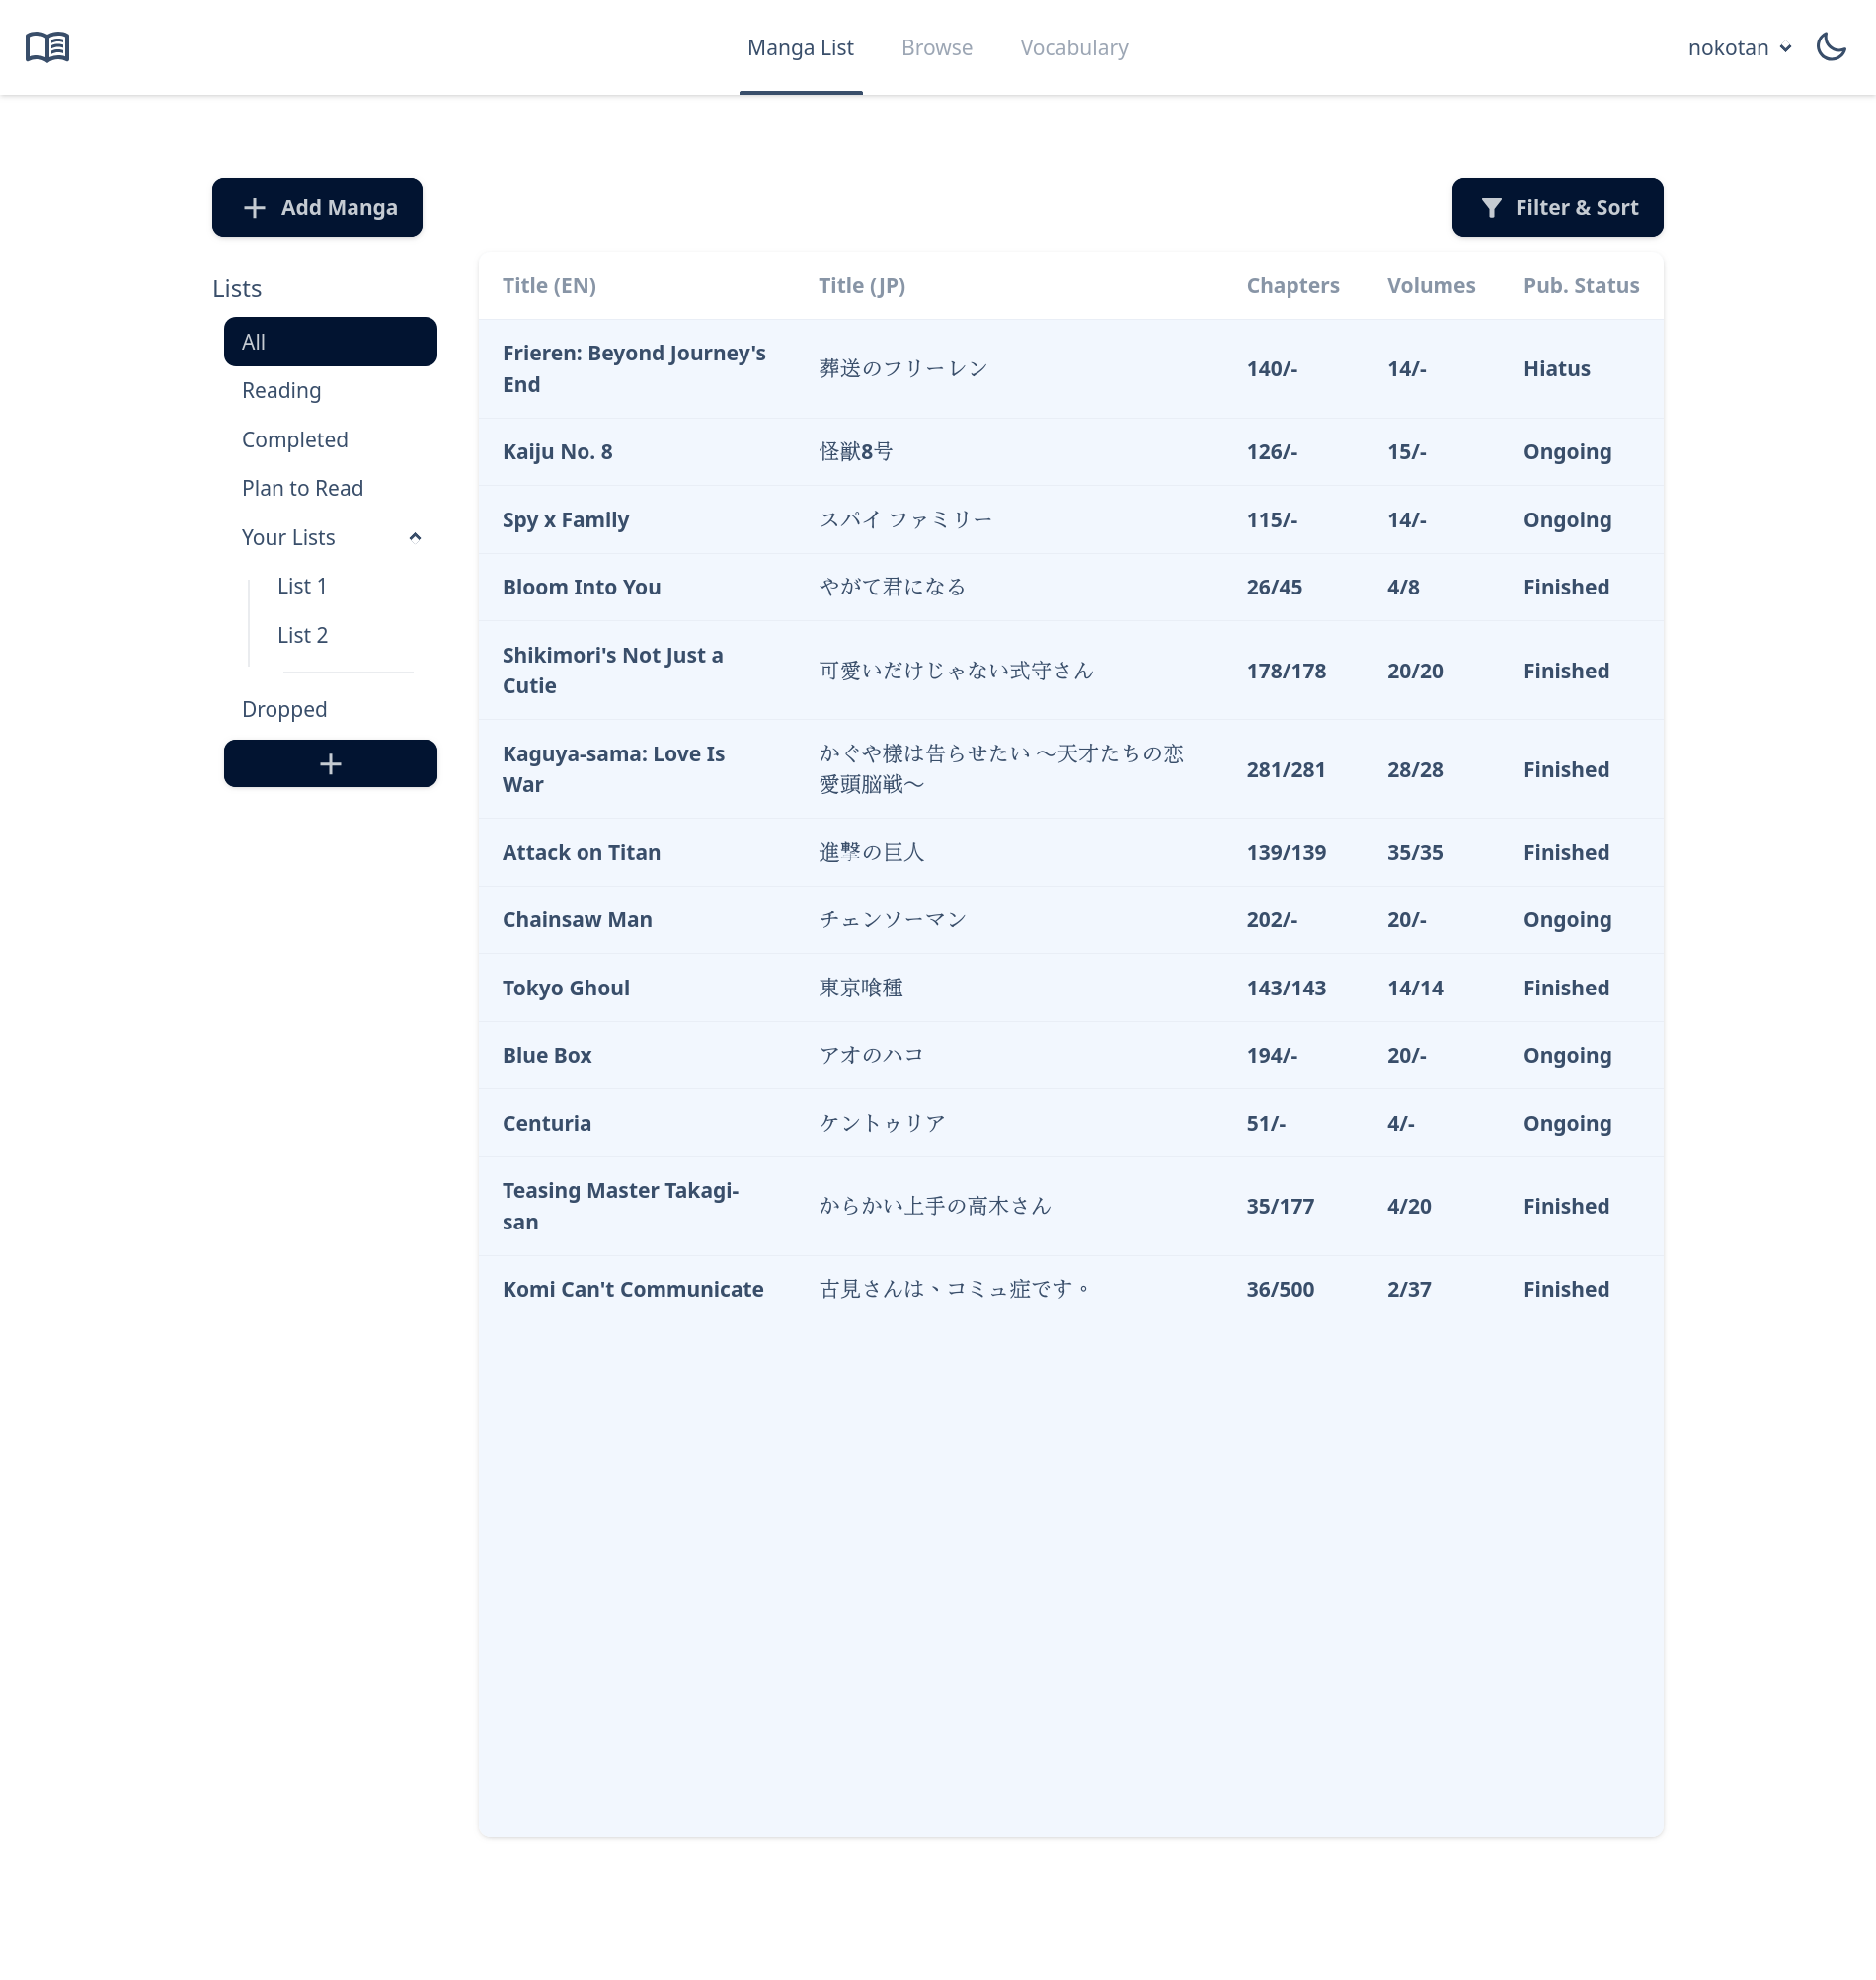 Manga List Browse Vocabulary nokotan
Add Manga Filter & Sort
Lists
All
Reading
Completed
Plan to Read
Your Lists
List 1
List 2
Dropped
Title (EN) Title (JP) Chapters Volumes Pub. Status
Frieren: Beyond Journey's
End
葬送のフリーレン 140/- 14/- Hiatus
Kaiju No. 8 怪獣8号 126/- 15/- Ongoing
Spy x Family スパイ ファミリー 115/- 14/- Ongoing
Bloom Into You やがて君になる 26/45 4/8 Finished
Shikimori's Not Just a
Cutie
可愛いだけじゃない式守さん 178/178 20/20 Finished
Kaguya-sama: Love Is
War
かぐや様は告らせたい ～天才たちの恋
愛頭脳戦～
281/281 28/28 Finished
Attack on Titan 進撃の巨人 139/139 35/35 Finished
Chainsaw Man チェンソーマン 202/- 20/- Ongoing
Tokyo Ghoul 東京喰種 143/143 14/14 Finished
Blue Box アオのハコ 194/- 20/- Ongoing
Centuria ケントゥリア 51/- 4/- Ongoing
Teasing Master Takagi-
san
からかい上手の高木さん 35/177 4/20 Finished
Komi Can't Communicate 古見さんは、コミュ症です。 36/500 2/37 Finished